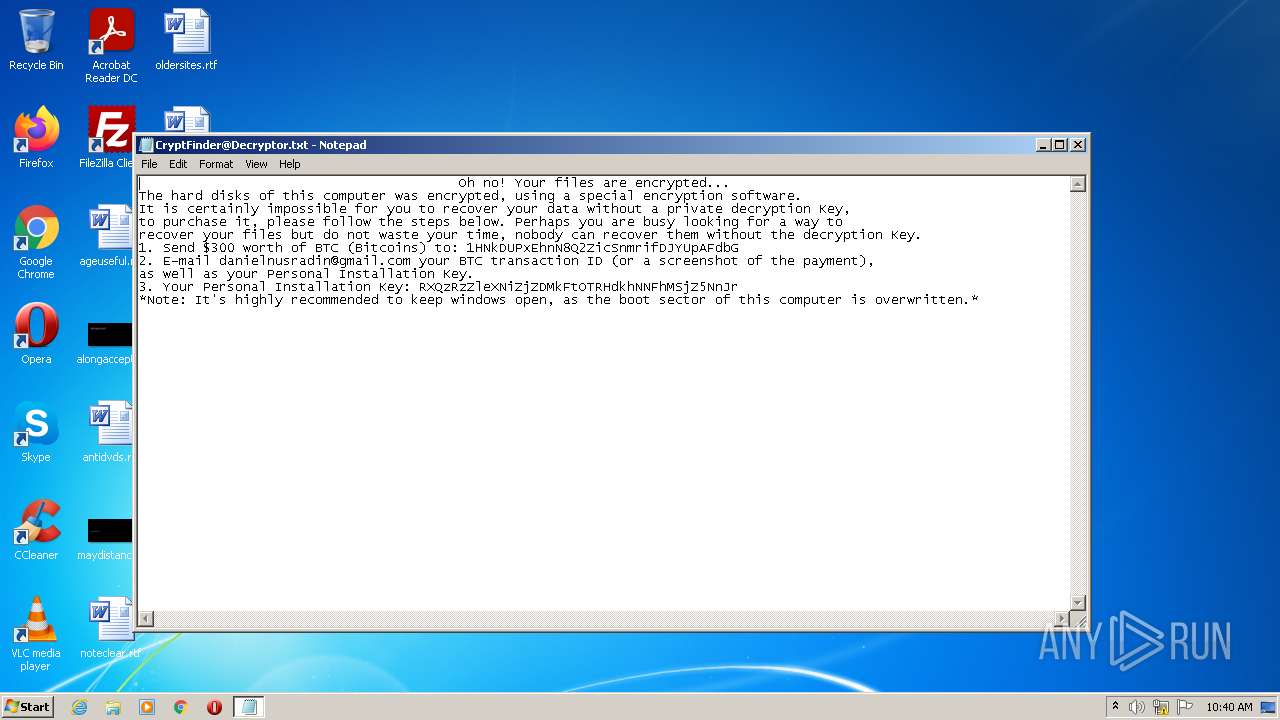 Recycle Bin
Acrobat
Reader DC
oldersites.rtf
Firefox
FileZilla Clie
Google
Chrome
ageuseful.r
Opera
alongaccept
Skype
antidvds.r
CCleaner
maydistanc
VLC media
player
noteclear.rtf
CryptFinder@Decryptor.txt - Notepad
File Edit Format View Help
Oh no! Your files are encrypted...
The hard disks of this computer was encrypted, using a special encryption software.
It is certainly impossible for you to recover your data without a private decryption Key,
To purchase it, please follow the steps below. Perhaps you are busy looking for a way to
recover your files but do not waste your time, nobody can recover them without the decryption Key.
1. Send $300 worth of BTC (Bitcoins) to: 1HNkDUPxEhnN8Q2ZicSnmrifDJYUpAFdbG
2. E-mail danielnusradin@gmail.com your BTC transaction ID (or a screenshot of the payment),
as well as your Personal Installation Key.
3. Your Personal Installation Key: RXQzRzZleXNiZjZDMkFtOTRHdkhNNFhMSjZ5NnJr
*Note: It's highly recommended to keep windows open, as the boot sector of this computer is overwritten.*
ANY RUN
Start
10:40 AM